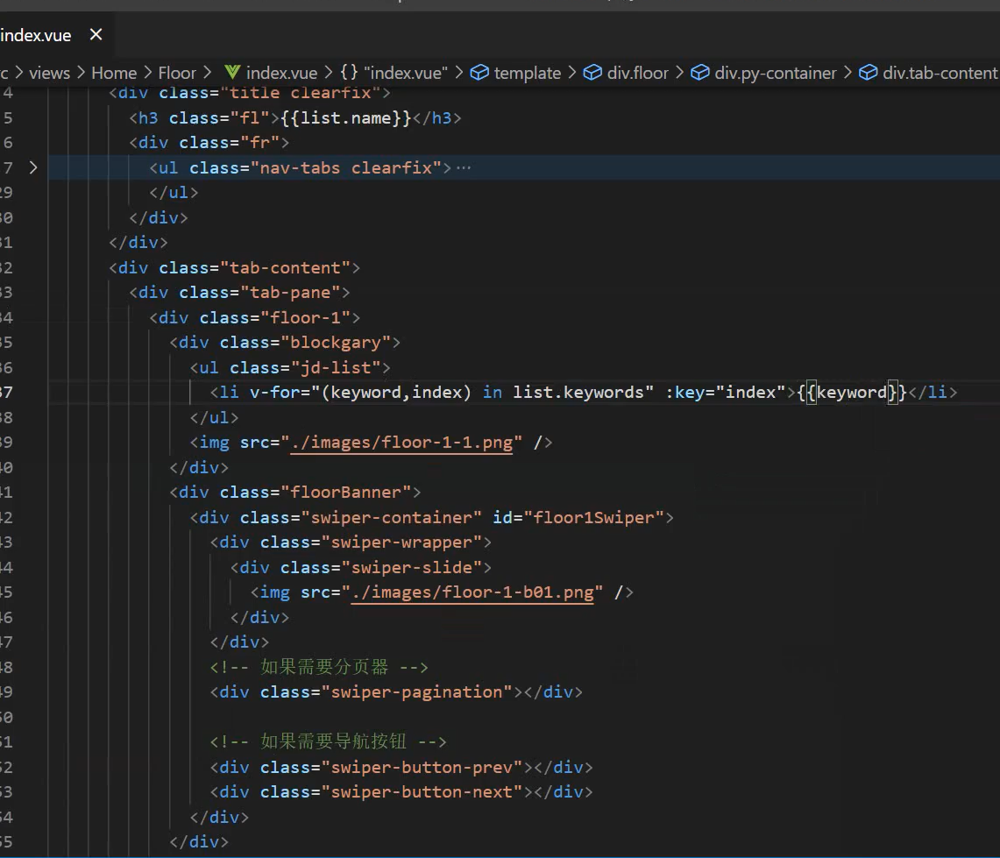 index.vue ×
c > views > Home > Floor > index.vue > {} "index.vue" > template > div.floor > div.py-container > div.tab-content
4 <div class="title clearfix">
5 <h3 class="fl">{{list.name}}</h3>
6 <div class="fr">
7 > <ul class="nav-tabs clearfix">…
29 </ul>
30 </div>
31 </div>
32 <div class="tab-content">
33 <div class="tab-pane">
34 <div class="floor-1">
35 <div class="blockgary">
36 <ul class="jd-list">
37 <li v-for="(keyword,index) in list.keywords" :key="index">{{keyword}}</li>
38 </ul>
39 <img src="./images/floor-1-1.png" />
40 </div>
41 <div class="floorBanner">
42 <div class="swiper-container" id="floor1Swiper">
43 <div class="swiper-wrapper">
44 <div class="swiper-slide">
45 <img src="./images/floor-1-b01.png" />
46 </div>
47 </div>
48 <!-- 如果需要分页器 -->
49 <div class="swiper-pagination"></div>
50
51 <!-- 如果需要导航按钮 -->
52 <div class="swiper-button-prev"></div>
53 <div class="swiper-button-next"></div>
54 </div>
55 </div>